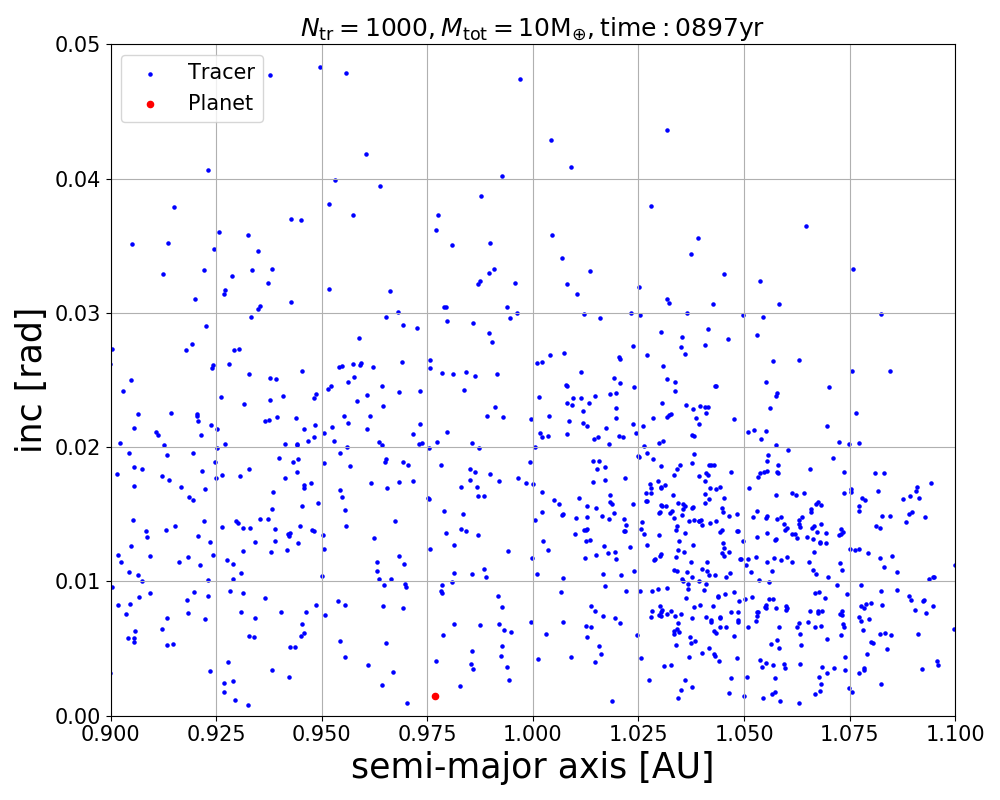 N_tr = 1000, M_tot = 10M_⊕, time : 0897yr
Tracer
Planet
0.05
0.04
0.03
0.02
0.01
0.00
inc [rad]
0.900 0.925 0.950 0.975 1.000 1.025 1.050 1.075 1.100
semi-major axis [AU]